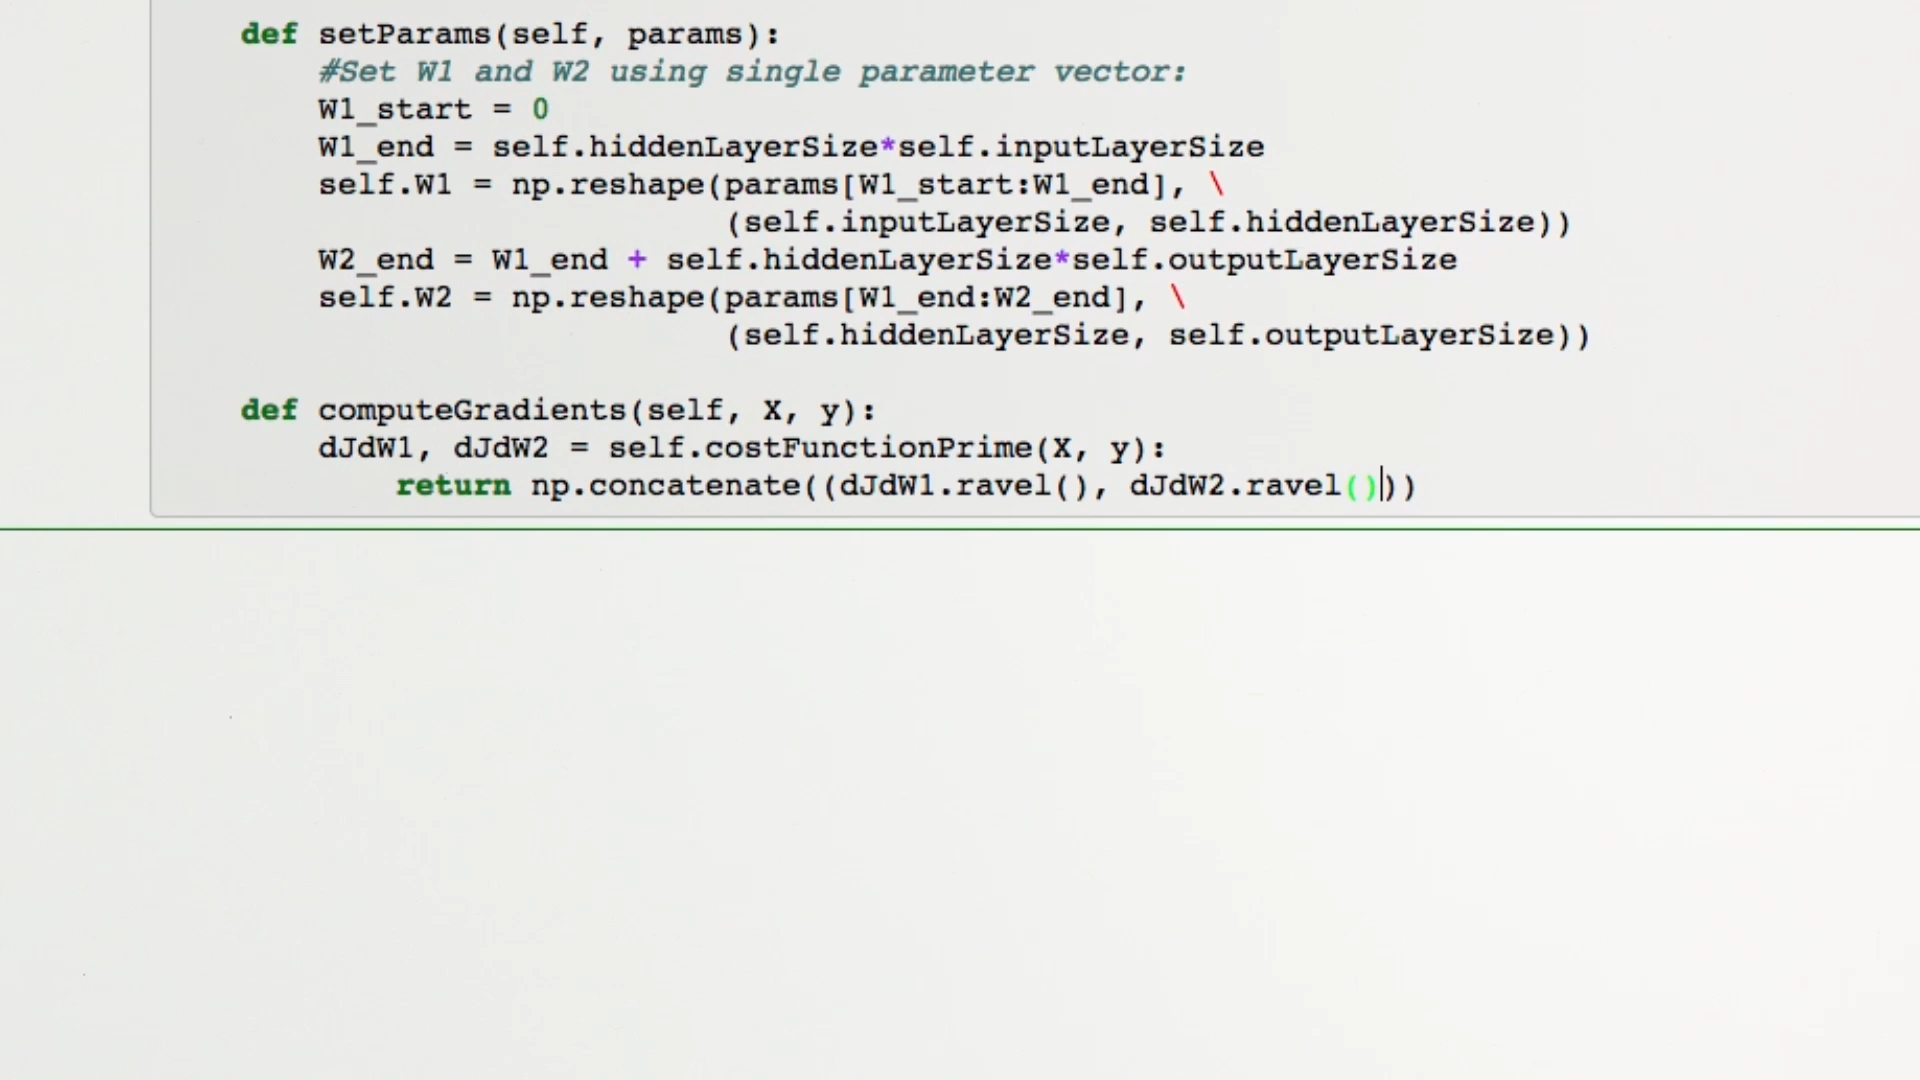 def setParams(self, params):
#Set W1 and W2 using single parameter vector:
W1_start = 0
W1_end = self.hiddenLayerSize*self.inputLayerSize
self.W1 = np.reshape(params[W1_start:W1_end], \
(self.inputLayerSize, self.hiddenLayerSize))
W2_end = W1_end + self.hiddenLayerSize*self.outputLayerSize
self.W2 = np.reshape(params[W1_end:W2_end], \
(self.hiddenLayerSize, self.outputLayerSize))
def computeGradients(self, X, y):
dJdW1, dJdW2 = self.costFunctionPrime(X, y):
return np.concatenate((dJdW1.ravel(), dJdW2.ravel()))